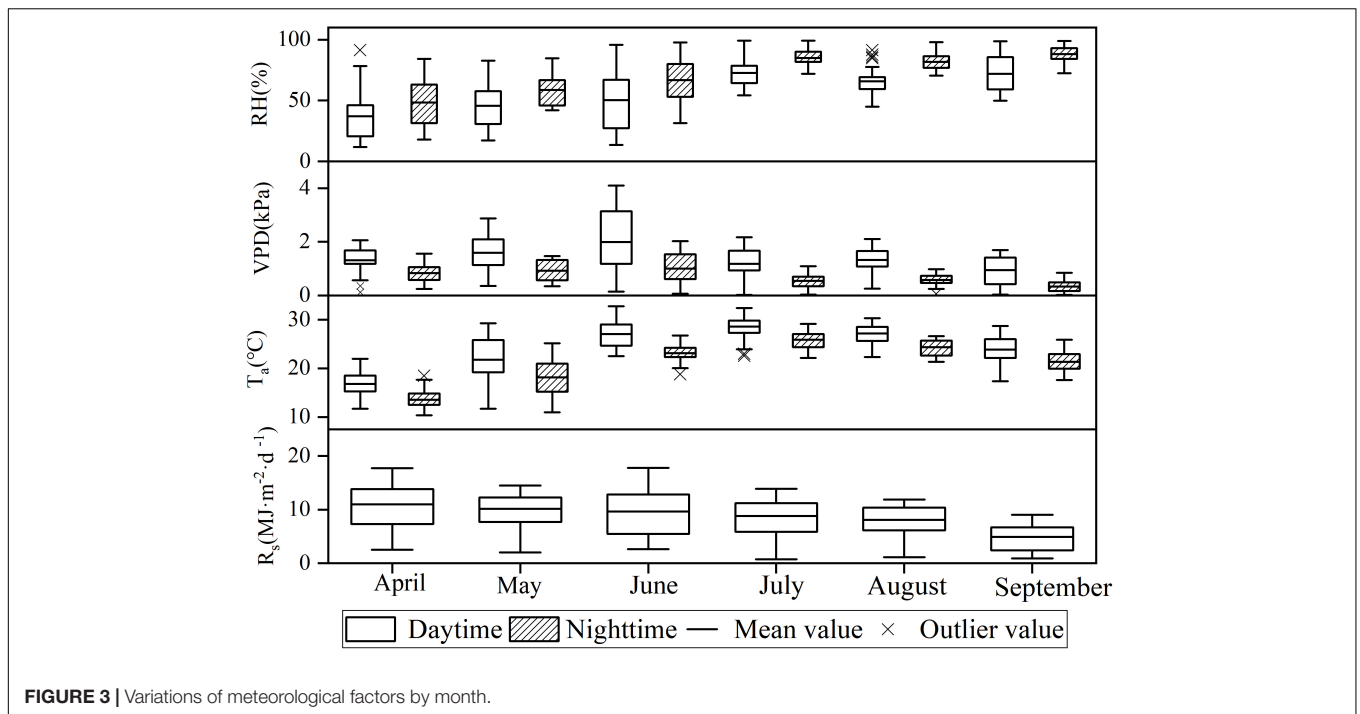 100
50
0
RH(%)
4
2
0
VPD(kPa)
30
20
10
Ta(°C)
20
10
0
Rs(MJ·m-2·d -1)
April May June July August September
Daytime Nighttime Mean value × Outlier value
FIGURE 3 | Variations of meteorological factors by month.